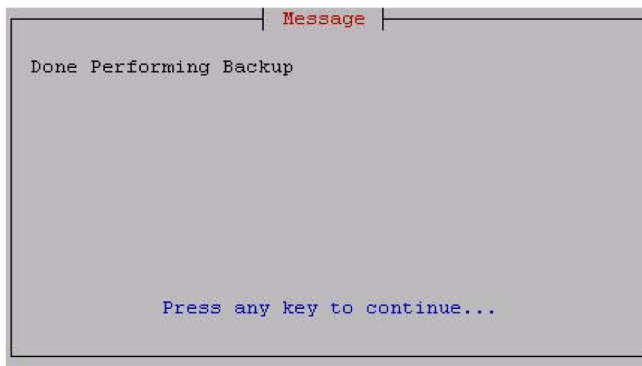 Message
Done Performing Backup
Press any key to continue...